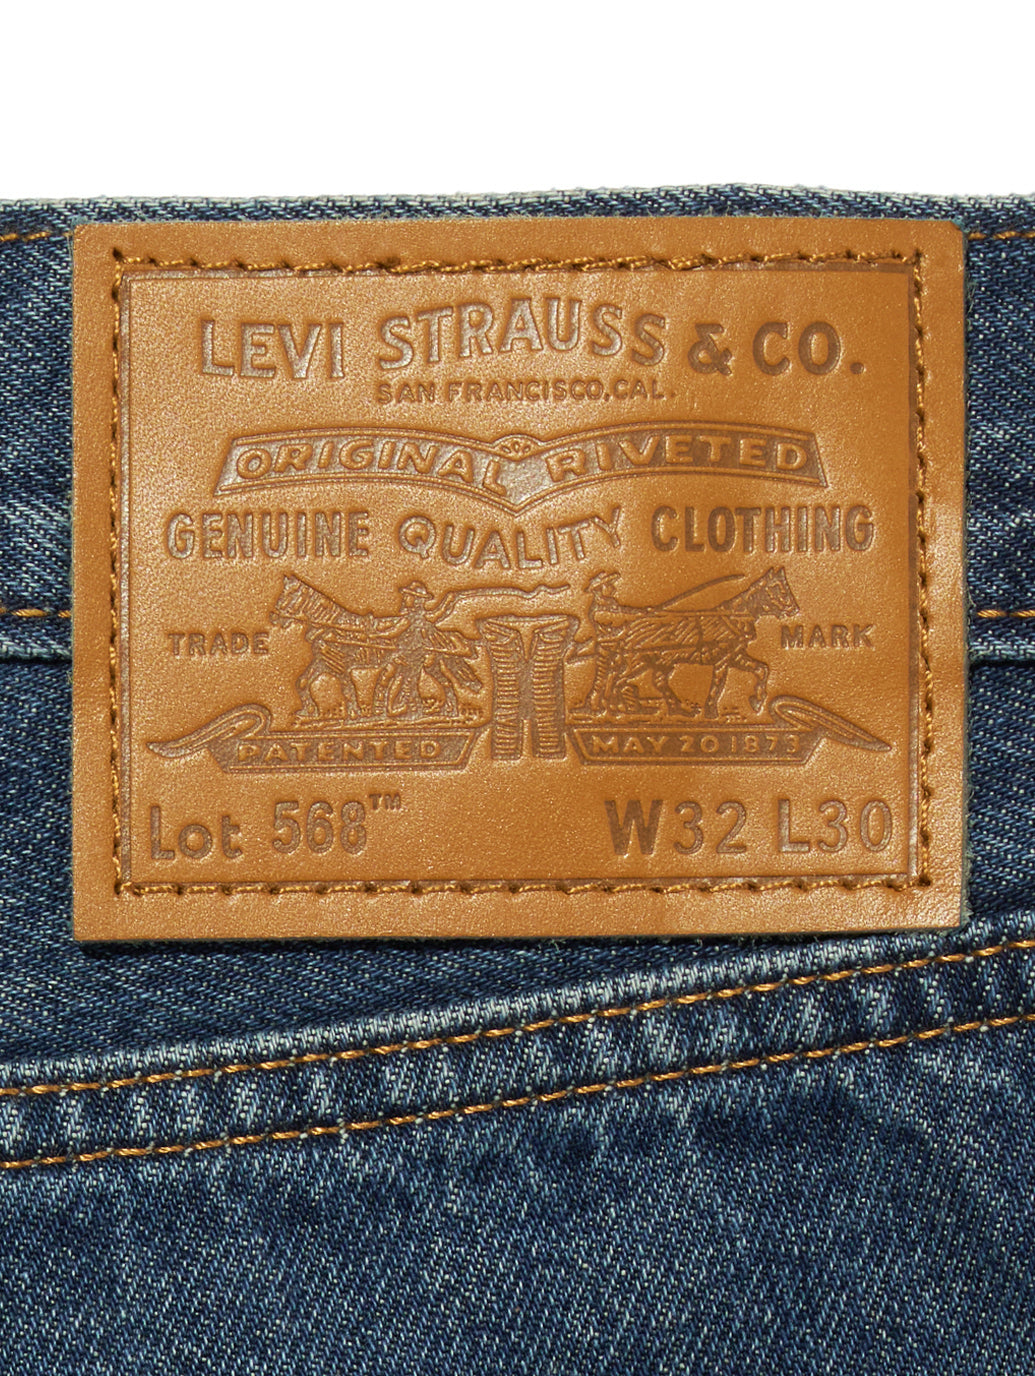 LEVI STRAUSS & CO.
SAN FRANCISCO, CAL.
ORIGINAL RIVETED
GENUINE QUALITY CLOTHING
TRADE MARK
PATENTED MAY 20 1873
Lot 568™ W32 L30